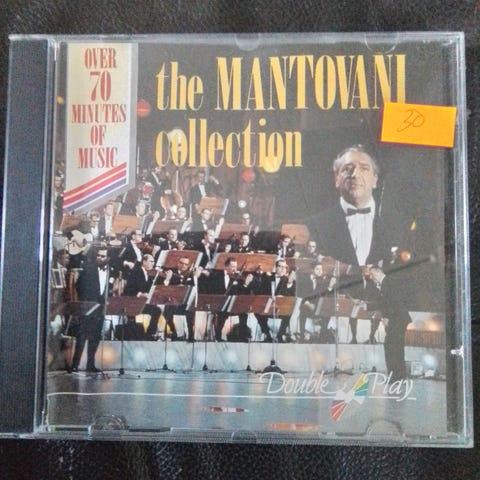 OVER
70
MINUTES
OF
MUSIC
the MANTOVANI
collection
30
Double Play